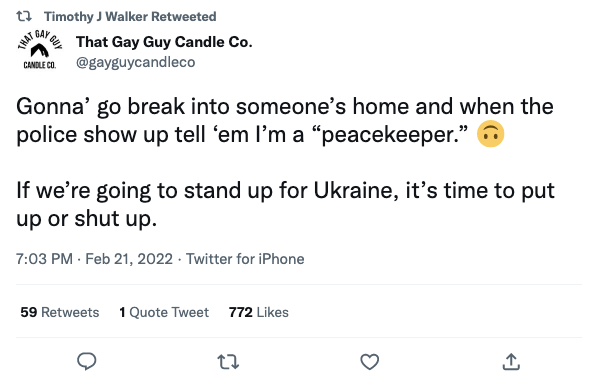 Timothy J Walker Retweeted
THAT GAY GUY
CANDLE CO.
That Gay Guy Candle Co.
@gayguycandleco
Gonna’ go break into someone’s home and when the
police show up tell ‘em I’m a “peacekeeper.” 🙃
If we’re going to stand up for Ukraine, it’s time to put
up or shut up.
7:03 PM · Feb 21, 2022 · Twitter for iPhone
59 Retweets 1 Quote Tweet 772 Likes